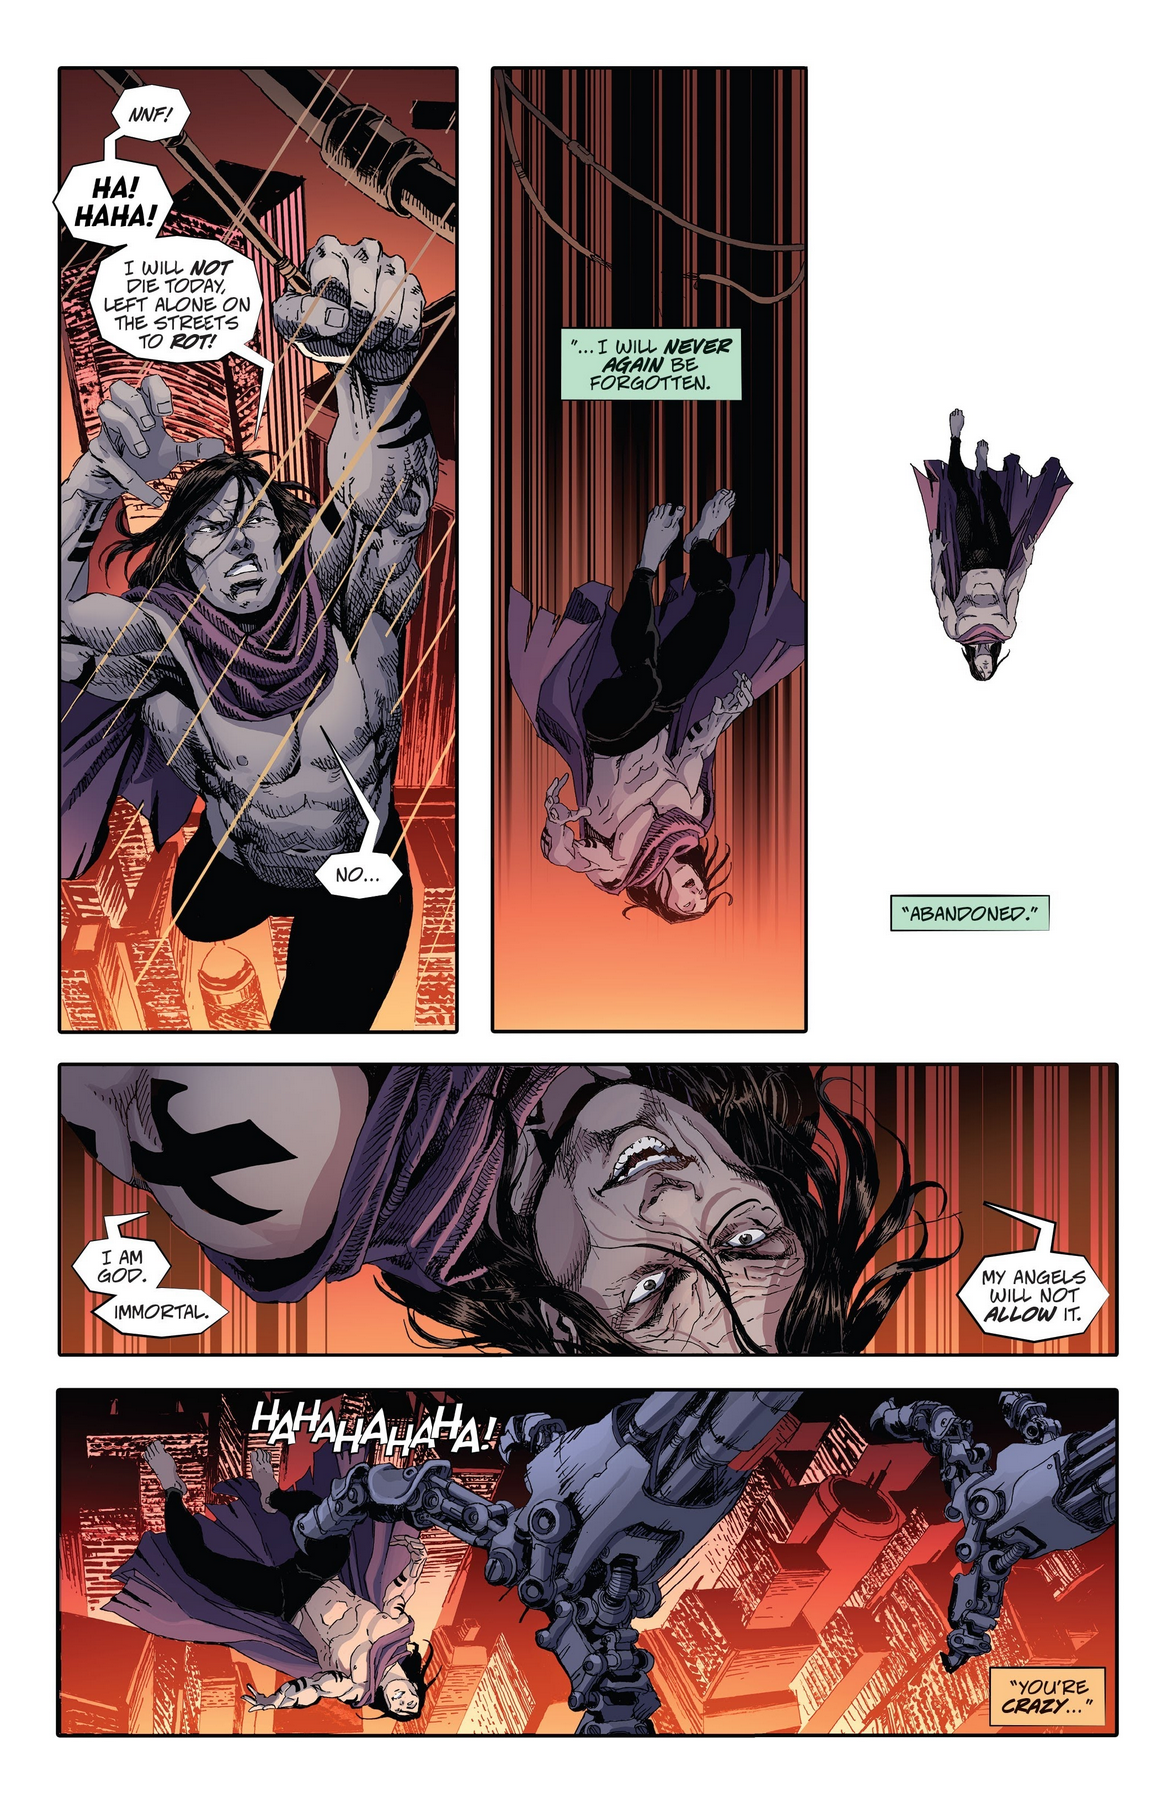 NNF!
HA!
HAHA!
I WILL NOT
DIE TODAY,
LEFT ALONE ON
THE STREETS
TO ROT!
NO...
"...I WILL NEVER
AGAIN BE
FORGOTTEN.
"ABANDONED."
I AM
GOD.
IMMORTAL.
MY ANGELS
WILL NOT
ALLOW IT.
HAHAHAHAHA!
"YOU'RE
CRAZY..."